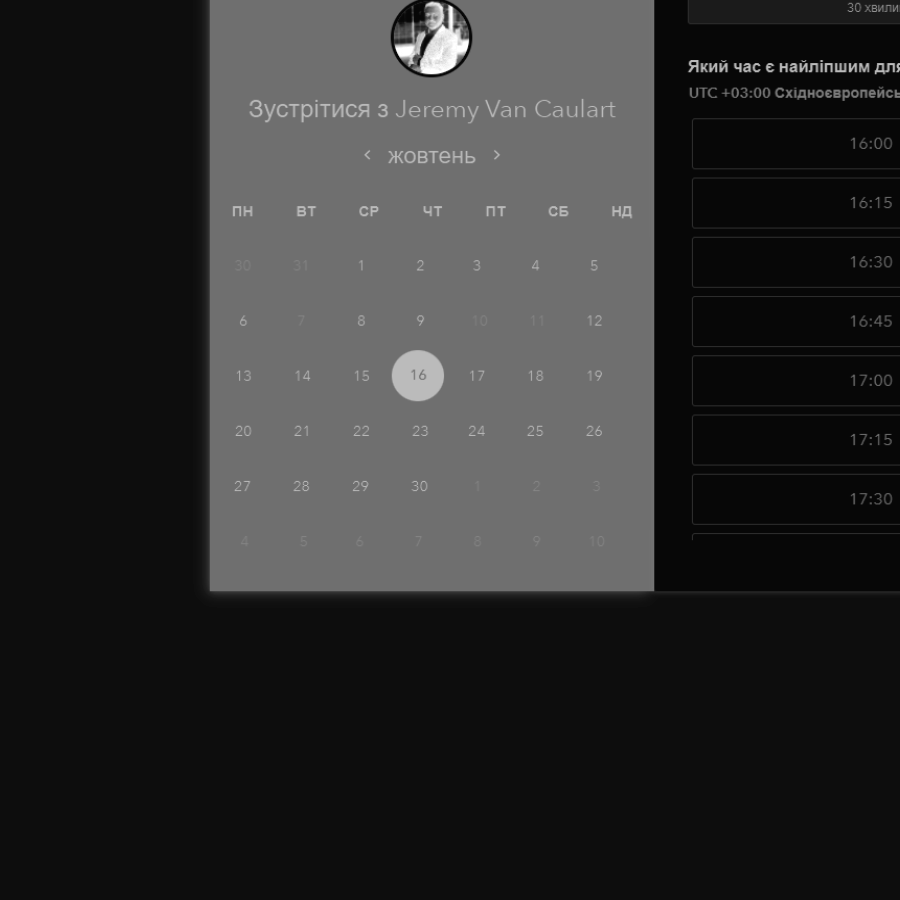 Зустрітися з Jeremy Van Caulart
жовтень
ПН ВТ СР ЧТ ПТ СБ НД
30 31 1 2 3 4 5
6 7 8 9 10 11 12
13 14 15 16 17 18 19
20 21 22 23 24 25 26
27 28 29 30 1 2 3
4 5 6 7 8 9 10
30 хвили
Який час є найліпшим для
UTC +03:00 Східноєвропейсь
16:00
16:15
16:30
16:45
17:00
17:15
17:30